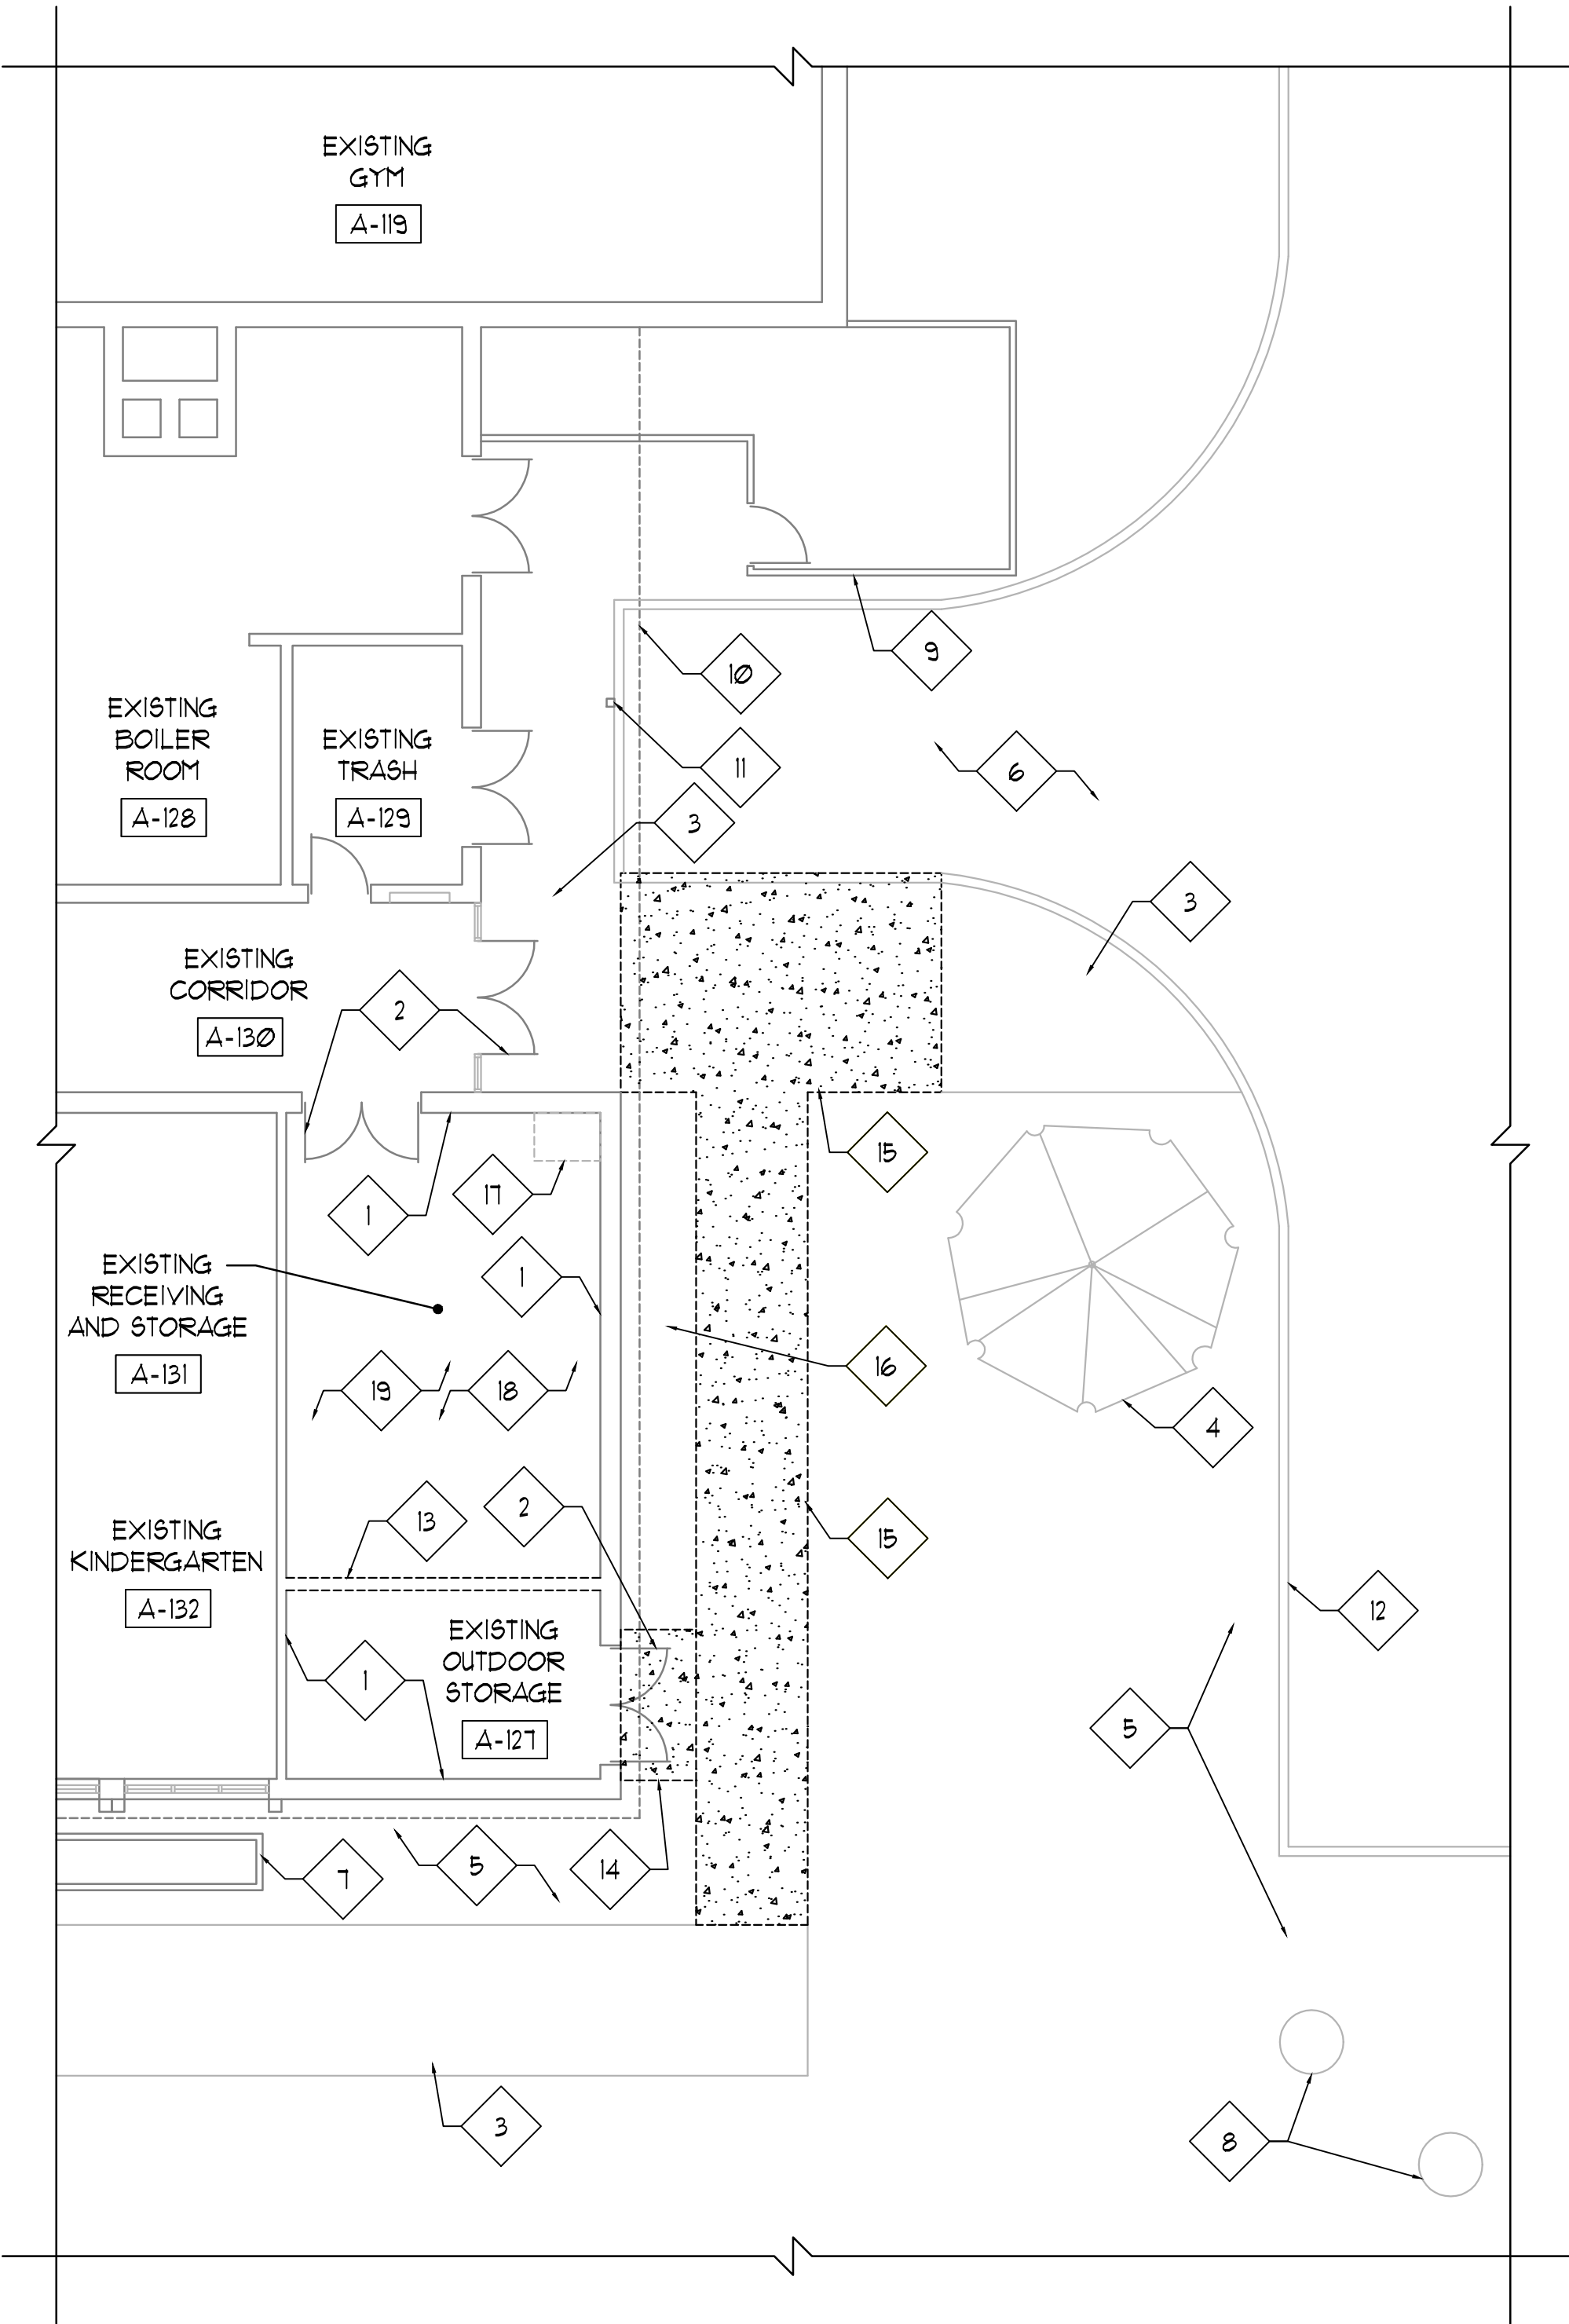 EXISTING
GYM
A-119
9
10
EXISTING
BOILER
ROOM
A-128
EXISTING
TRASH
A-129
11
6
3
3
EXISTING
CORRIDOR
A-130
2
15
17
1
EXISTING
RECEIVING
AND STORAGE
A-131
1
16
19
18
4
2
13
15
EXISTING
KINDERGARTEN
A-132
12
EXISTING
OUTDOOR
STORAGE
A-127
1
5
7
5
14
3
8